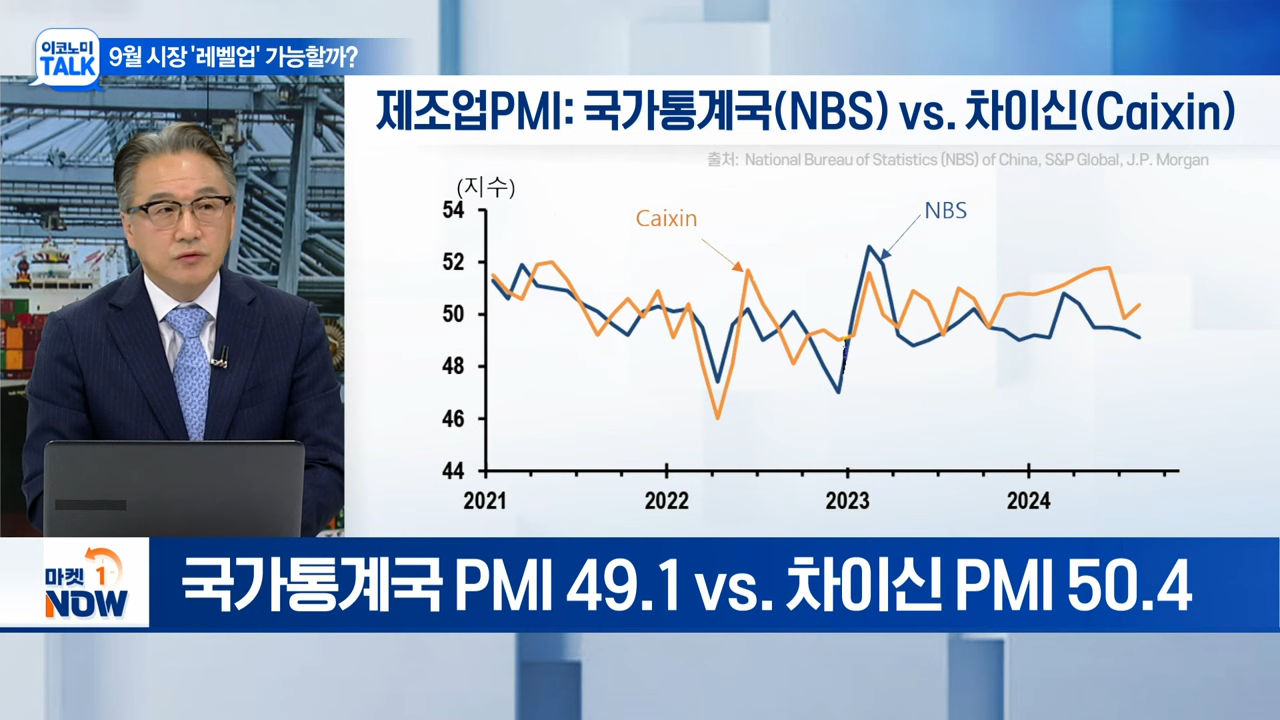 이코노미
TALK
9월 시장 '레벨업' 가능할까?
제조업PMI: 국가통계국(NBS) vs. 차이신(Caixin)
출처: National Bureau of Statistics (NBS) of China, S&P Global, J.P. Morgan
(지수)
54
52
50
48
46
44
Caixin
NBS
2021
2022
2023
2024
마켓 1
NOW
국가통계국 PMI 49.1 vs. 차이신 PMI 50.4